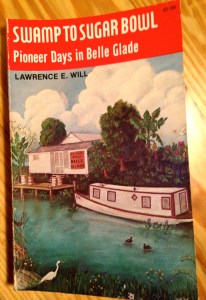 SWAMP TO SUGAR BOWL
Pioneer Days in Belle Glade
LAWRENCE E. WILL
BELLE GLADE